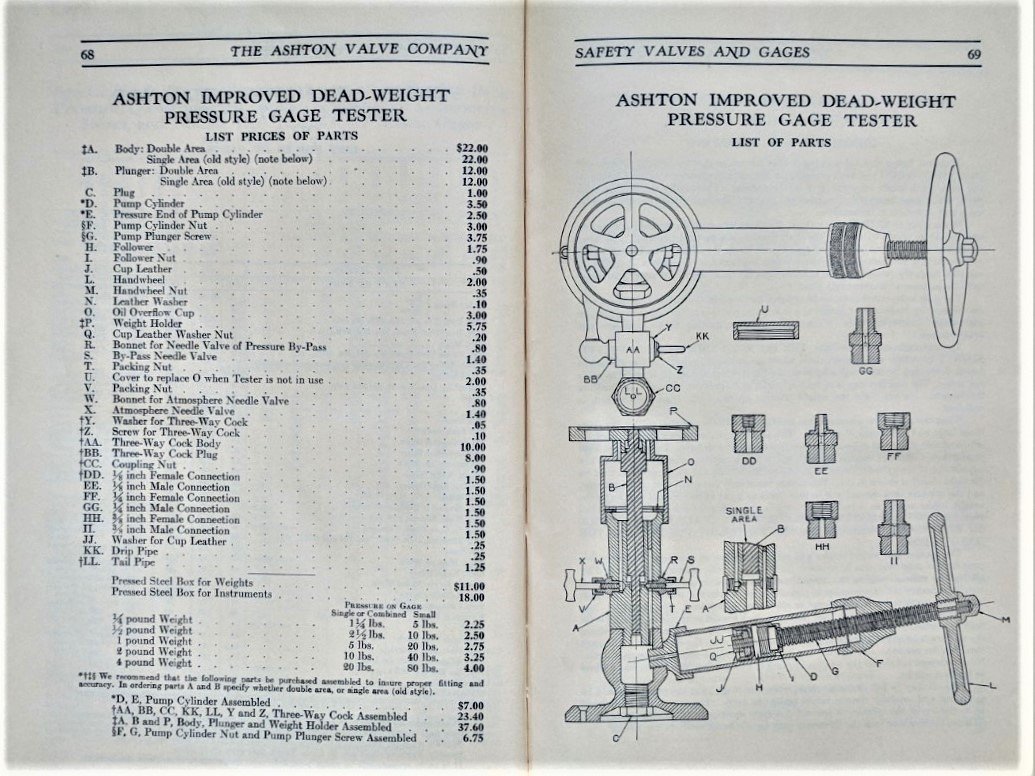 68 THE ASHTON VALVE COMPANY
ASHTON IMPROVED DEAD-WEIGHT
PRESSURE GAGE TESTER
LIST PRICES OF PARTS
‡A. Body: Double Area $22.00
Single Area (old style) (note below) 22.00
‡B. Plunger: Double Area 12.00
Single Area (old style) (note below) 12.00
C. Plug 1.00
*D. Pump Cylinder 3.50
*E. Pressure End of Pump Cylinder 2.50
§F. Pump Cylinder Nut 3.00
§G. Pump Plunger Screw 3.75
H. Follower 1.75
I. Follower Nut .90
J. Cup Leather .50
L. Handwheel 2.00
M. Handwheel Nut .35
N. Leather Washer .10
O. Oil Overflow Cup 3.00
‡P. Weight Holder 5.75
Q. Cup Leather Washer Nut .20
R. Bonnet for Needle Valve of Pressure By-Pass .80
S. By-Pass Needle Valve 1.40
T. Packing Nut .35
U. Cover to replace O when Tester is not in use 2.00
V. Packing Nut .35
W. Bonnet for Atmosphere Needle Valve .80
X. Atmosphere Needle Valve 1.40
†Y. Washer for Three-Way Cock .05
†Z. Screw for Three-Way Cock .10
†AA. Three-Way Cock Body 10.00
†BB. Three-Way Cock Plug 8.00
†CC. Coupling Nut .90
†DD. ⅛ inch Female Connection 1.50
EE. ⅛ inch Male Connection 1.50
FF. ¼ inch Female Connection 1.50
GG. ¼ inch Male Connection 1.50
HH. ⅜ inch Female Connection 1.50
II. ⅜ inch Male Connection 1.50
JJ. Washer for Cup Leather .25
KK. Drip Pipe .25
†LL. Tail Pipe 1.25
Pressed Steel Box for Weights $11.00
Pressed Steel Box for Instruments 18.00
PRESSURE ON GAGE
Single or Combined Small
¼ pound Weight 1¼ lbs. 5 lbs. 2.25
½ pound Weight 2½ lbs. 10 lbs. 2.50
1 pound Weight 5 lbs. 20 lbs. 2.75
2 pound Weight 10 lbs. 40 lbs. 3.25
4 pound Weight 20 lbs. 80 lbs. 4.00
*†‡§ We recommend that the following parts be purchased assembled to insure proper fitting and
accuracy. In ordering parts A and B specify whether double area, or single area (old style).
*D, E, Pump Cylinder Assembled $7.00
†AA, BB, CC, KK, LL, Y and Z, Three-Way Cock Assembled 23.40
‡A, B and P, Body, Plunger and Weight Holder Assembled 37.60
§F, G, Pump Cylinder Nut and Pump Plunger Screw Assembled 6.75
SAFETY VALVES AND GAGES 69
ASHTON IMPROVED DEAD-WEIGHT
PRESSURE GAGE TESTER
LIST OF PARTS
U
Y
KK
AA
Z
GG
BB
CC
L L
P
DD
EE
FF
O
B
N
SINGLE
AREA
B
HH
II
X W R S
V T E
A
A
M
JJ
Q
J H I D G F
L
C